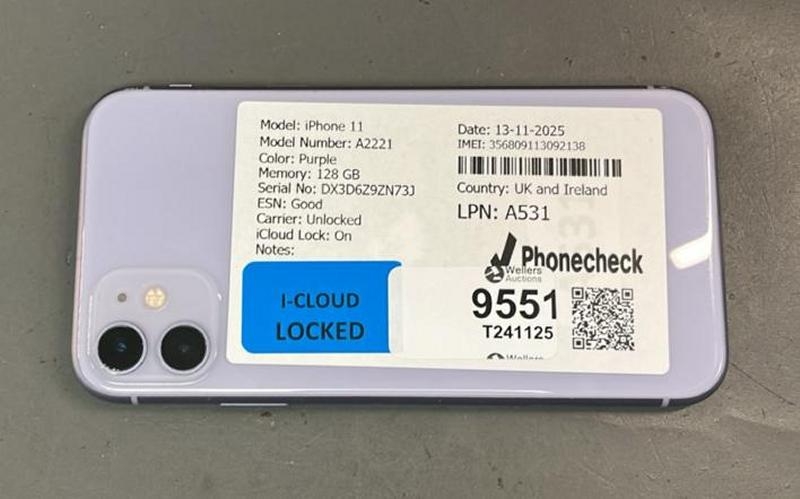 Model: iPhone 11
Model Number: A2221
Color: Purple
Memory: 128 GB
Serial No: DX3D6Z9ZN73J
ESN: Good
Carrier: Unlocked
iCloud Lock: On
Notes:
Date: 13-11-2025
IMEI: 356809113092138
Country: UK and Ireland
LPN: A531
Phonecheck
I-CLOUD
LOCKED
Wellers
Auctions
9551
T241125
Wellers